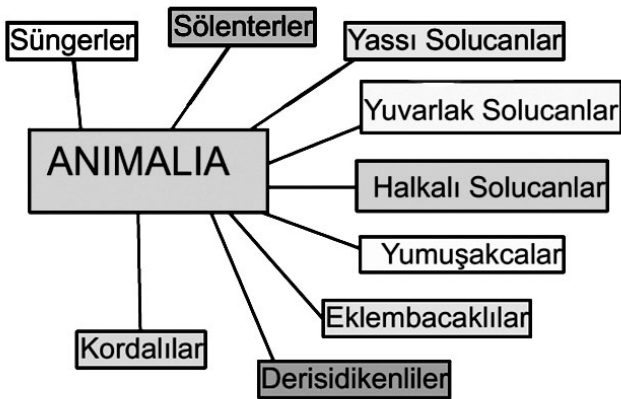 Süngerler
Sölenterler
Yassı Solucanlar
Yuvarlak Solucanlar
ANIMALIA
Halkalı Solucanlar
Yumuşakcalar
Eklembacaklılar
Kordalılar
Derisidikenliler